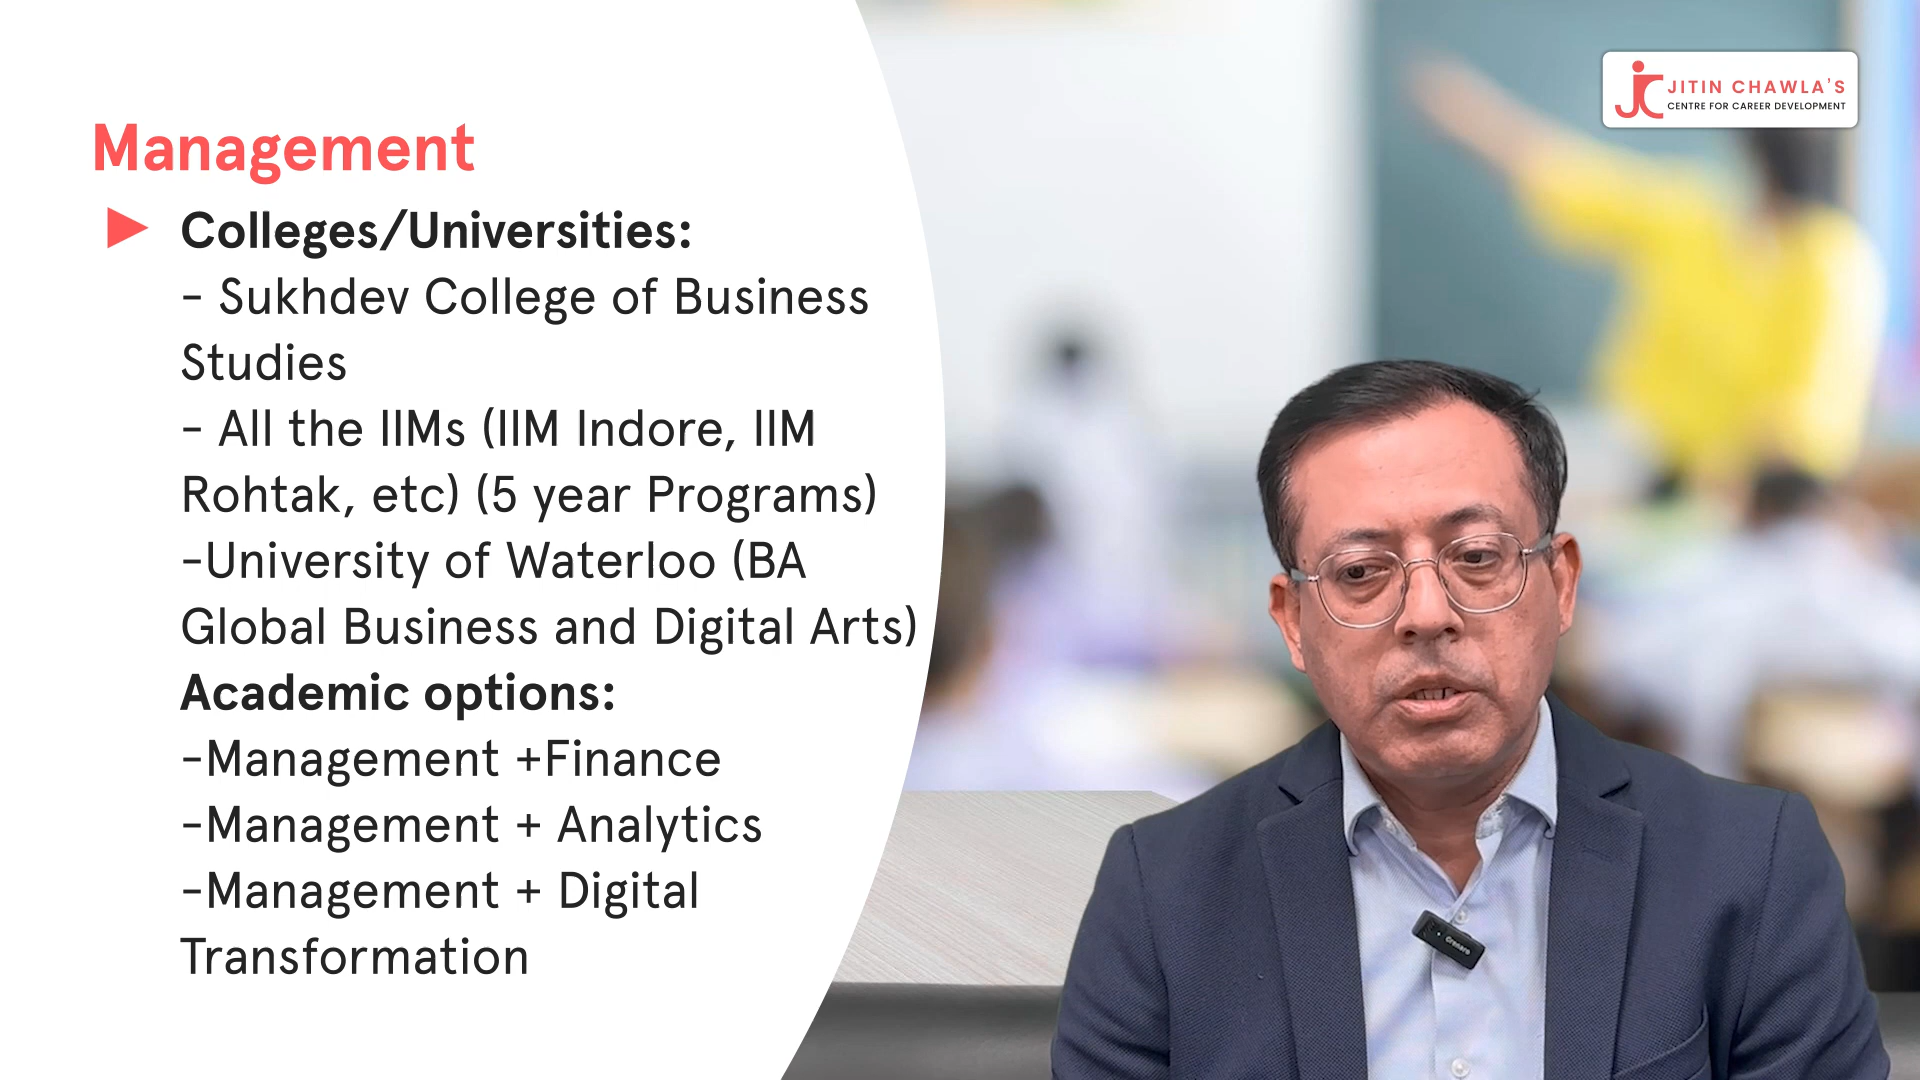 JITIN CHAWLA'S
CENTRE FOR CAREER DEVELOPMENT
Management
Colleges/Universities:
- Sukhdev College of Business
Studies
- All the IIMs (IIM Indore, IIM
Rohtak, etc) (5 year Programs)
-University of Waterloo (BA
Global Business and Digital Arts)
Academic options:
-Management +Finance
-Management + Analytics
-Management + Digital
Transformation